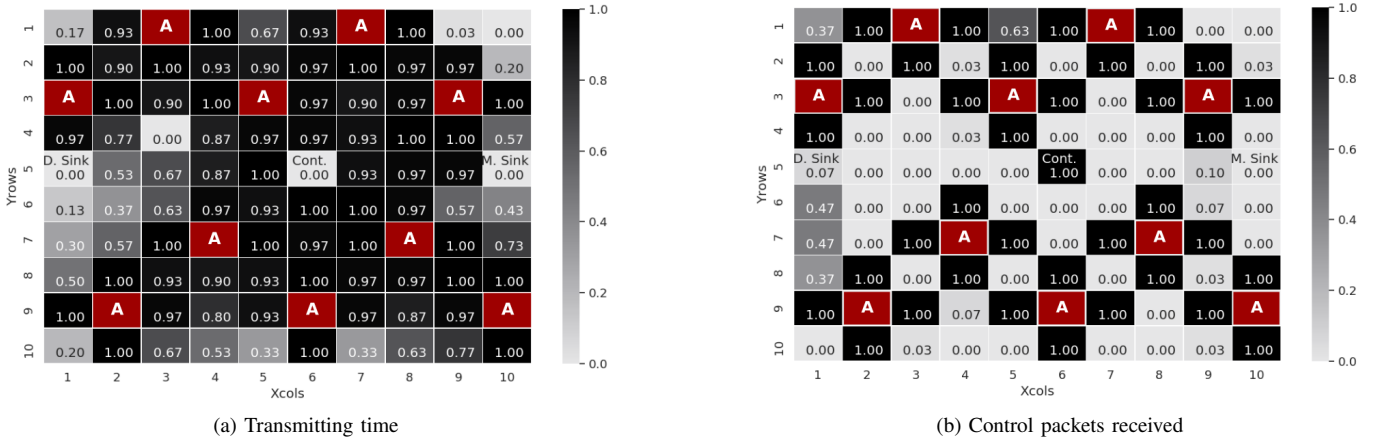 1 0.17 0.93 A 1.00 0.67 0.93 A 1.00 0.03 0.00
2 1.00 0.90 1.00 0.93 0.90 0.97 1.00 0.97 0.97 0.20
3 A 1.00 0.90 1.00 A 0.97 0.90 0.97 A 1.00
4 0.97 0.77 0.00 0.87 0.97 0.97 0.93 1.00 1.00 0.57
D. Sink Cont. M. Sink
5 0.00 0.53 0.67 0.87 1.00 0.00 0.93 0.97 0.97 0.00
6 0.13 0.37 0.63 0.97 0.93 1.00 1.00 0.97 0.57 0.43
7 0.30 0.57 1.00 A 1.00 0.97 1.00 A 1.00 0.73
8 0.50 1.00 0.93 0.90 0.93 1.00 0.97 0.97 1.00 1.00
9 1.00 A 0.97 0.80 0.93 A 0.97 0.87 0.97 A
10 0.20 1.00 0.67 0.53 0.33 1.00 0.33 0.63 0.77 1.00
1 2 3 4 5 6 7 8 9 10
Xcols
Yrows
1.0
0.8
0.6
0.4
0.2
0.0
(a) Transmitting time
1 0.37 1.00 A 1.00 0.63 1.00 A 1.00 0.00 0.00
2 1.00 0.00 1.00 0.03 1.00 0.00 1.00 0.00 1.00 0.03
3 A 1.00 0.00 1.00 A 1.00 0.00 1.00 A 1.00
4 1.00 0.00 0.00 0.03 1.00 0.00 0.00 0.00 1.00 0.00
D. Sink Cont. M. Sink
5 0.07 0.00 0.00 0.00 0.00 1.00 0.00 0.00 0.10 0.00
6 0.47 0.00 0.00 1.00 0.00 0.00 0.00 1.00 0.07 0.00
7 0.47 0.00 1.00 A 1.00 0.00 1.00 A 1.00 0.00
8 0.37 1.00 0.00 1.00 0.00 1.00 0.00 1.00 0.03 1.00
9 1.00 A 1.00 0.07 1.00 A 1.00 0.00 1.00 A
10 0.00 1.00 0.03 0.00 0.00 1.00 0.00 0.00 0.03 1.00
1 2 3 4 5 6 7 8 9 10
Xcols
Yrows
1.0
0.8
0.6
0.4
0.2
0.0
(b) Control packets received